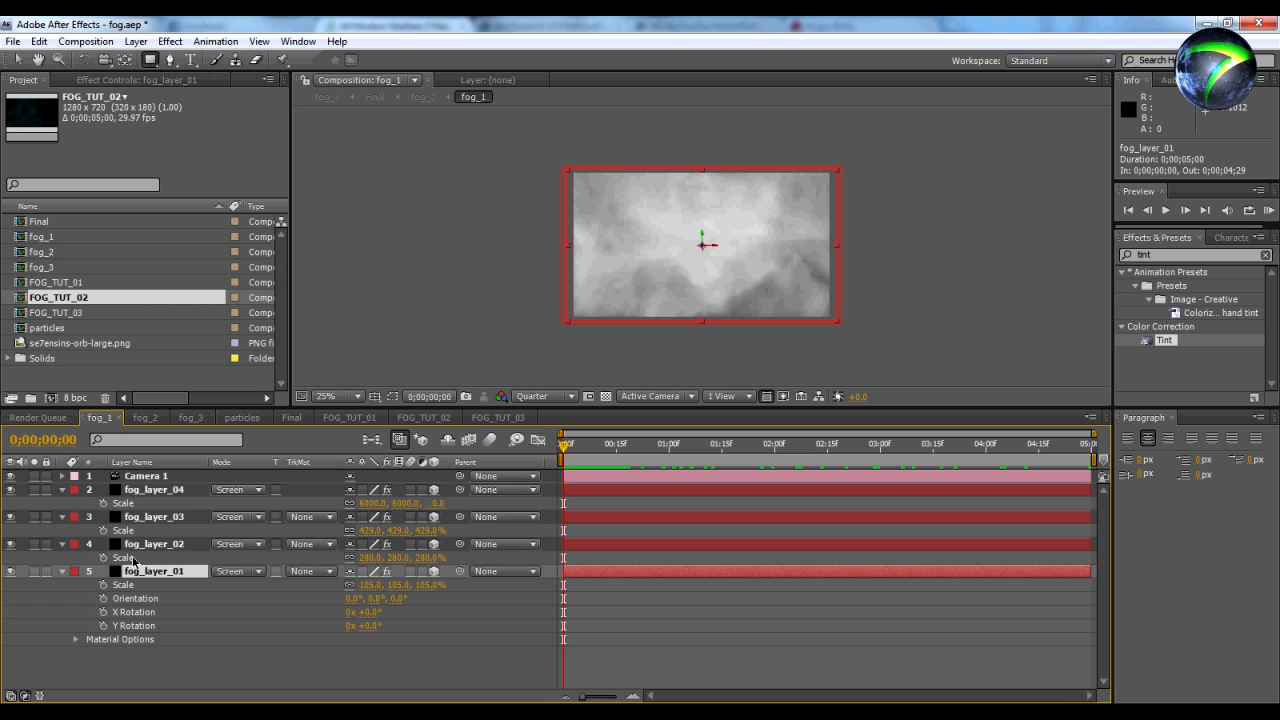 Adobe After Effects - fog.aep *
File Edit Composition Layer Effect Animation View Window Help
Workspace: Standard
Search H
Project Effect Controls: fog_layer_01
Composition: fog_1 Layer: (none)
Info
FOG_TUT_02
1280 x 720 (320 x 180) (1.00)
Δ 0;00;05;00, 29.97 fps
fog_3 Final fog_2 fog_1
R :
G :
B :
A : 0
fog_layer_01
Duration: 0;00;05;00
In: 0;00;00;00, Out: 0;00;04;29
Preview
Name Type
Final Comp
fog_1 Comp
fog_2 Comp
fog_3 Comp
FOG_TUT_01 Comp
FOG_TUT_02 Comp
FOG_TUT_03 Comp
particles Comp
se7ensins-orb-large.png PNG fi
Solids Folder
Effects & Presets Characte
tint
* Animation Presets
Presets
Image - Creative
Coloriz... hand tint
Color Correction
Tint
8 bpc
25% 0;00;00;00 Quarter Active Camera 1 View +0.0
Render Queue fog_1 fog_2 fog_3 particles Final FOG_TUT_01 FOG_TUT_02 FOG_TUT_03
Paragraph
0;00;00;00
00:15f 01:00f 01:15f 02:00f 02:15f 03:00f 03:15f 04:00f 04:15f 05:0
# Layer Name Mode T TrkMat Parent
1 Camera 1 None
2 fog_layer_04 Screen None
Scale 6000.0, 6000.0, ...0.0
3 fog_layer_03 Screen None None
Scale 429.0, 429.0, 429.0%
4 fog_layer_02 Screen None None
Scale 280.0, 280.0, 280.0%
5 fog_layer_01 Screen None None
Scale 105.0, 105.0, 105.0%
Orientation 0.0°, 0.0°, 0.0°
X Rotation 0x +0.0°
Y Rotation 0x +0.0°
Material Options
0 px 0 px 0 px
0 px 0 px